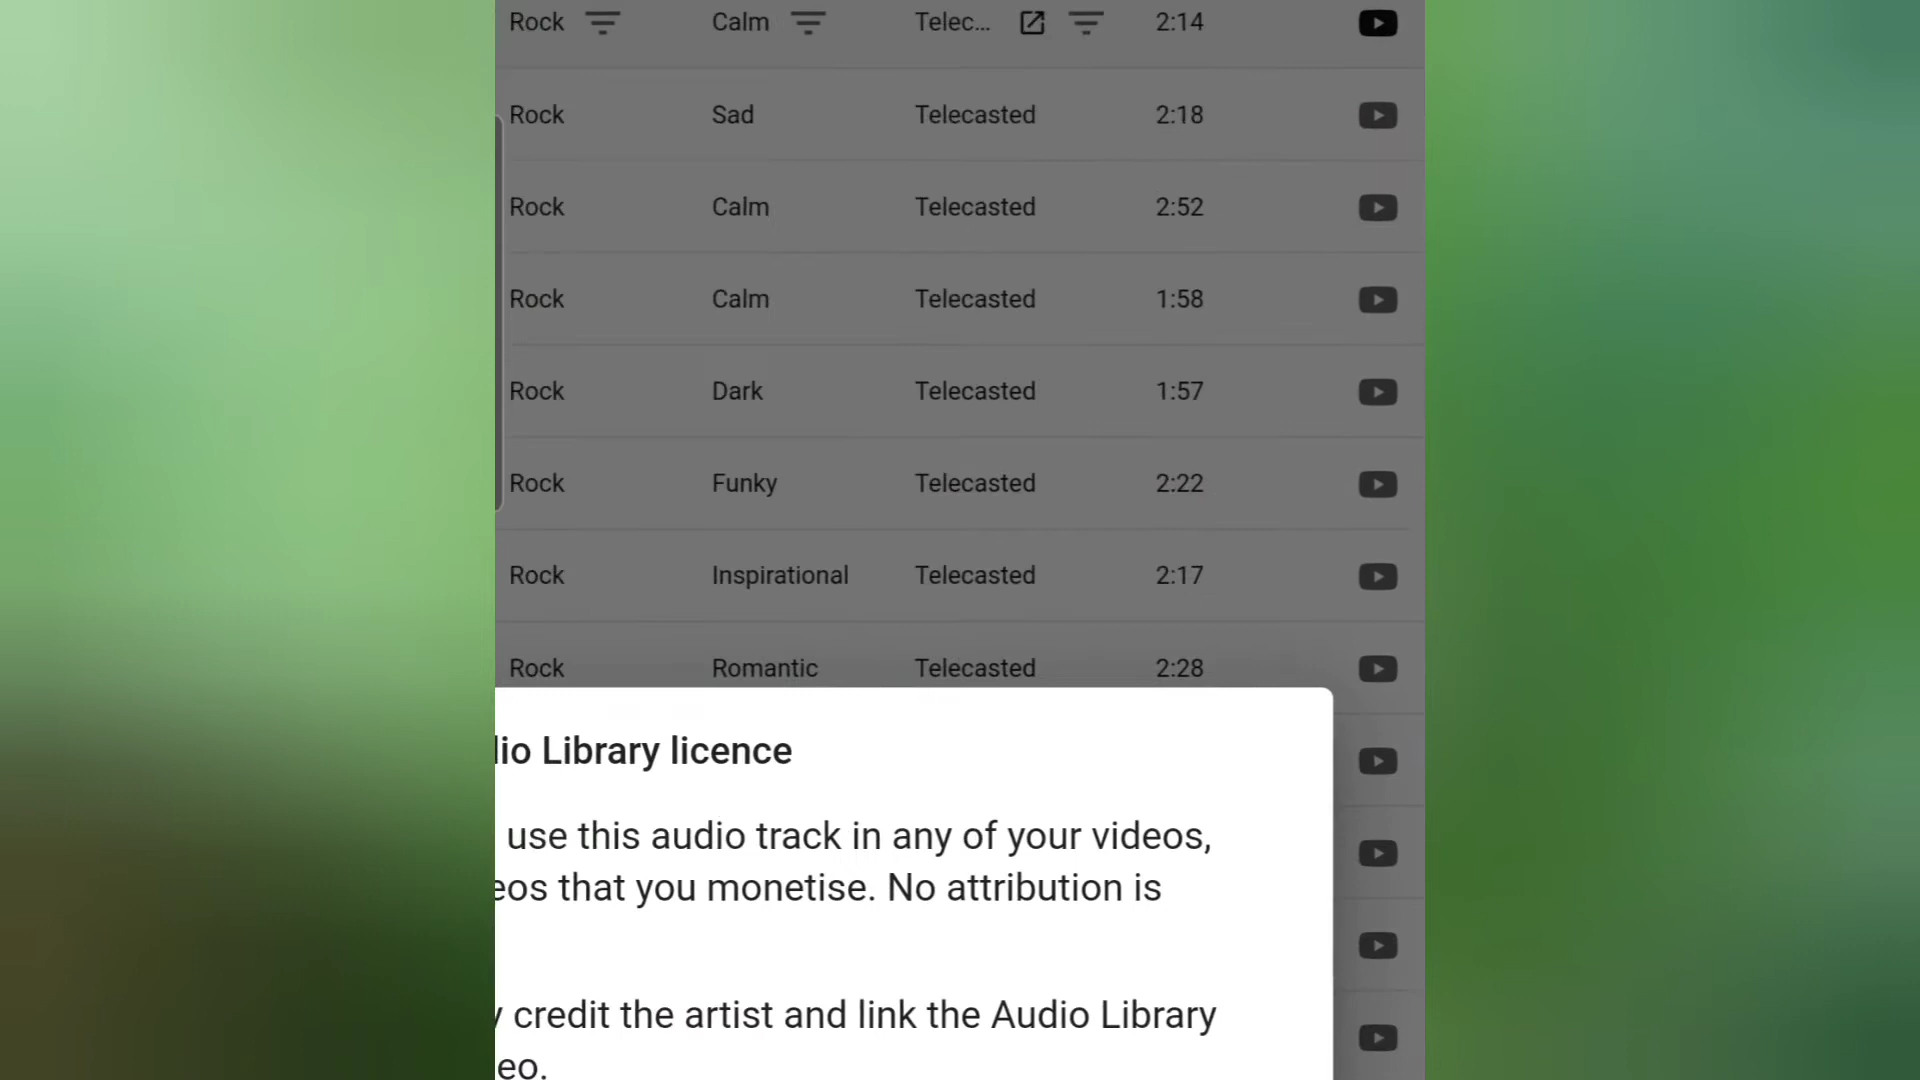 Rock Calm Telec... 2:14
Rock Sad Telecasted 2:18
Rock Calm Telecasted 2:52
Rock Calm Telecasted 1:58
Rock Dark Telecasted 1:57
Rock Funky Telecasted 2:22
Rock Inspirational Telecasted 2:17
Rock Romantic Telecasted 2:28
io Library licence
use this audio track in any of your videos,
eos that you monetise. No attribution is
credit the artist and link the Audio Library
eo.